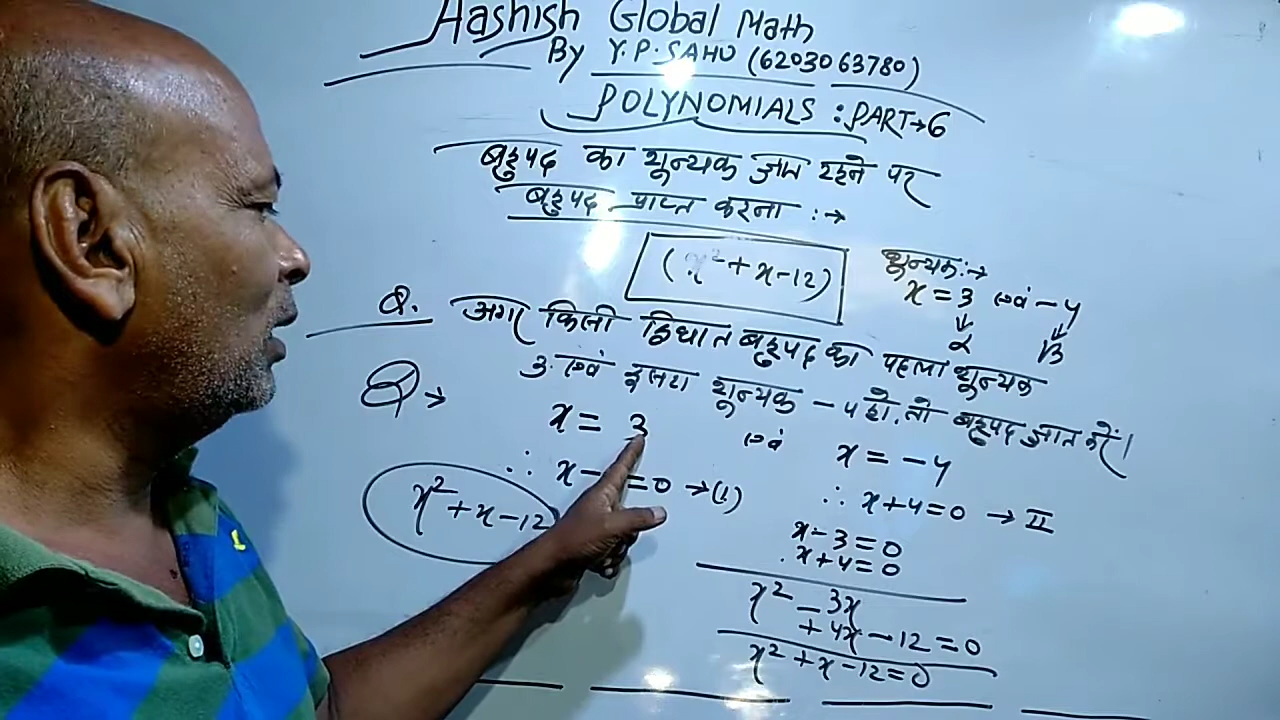 Hashish Global Math
By Y.P. SAHU (6203063780)
POLYNOMIALS : PART→6
बहुपद का शून्यक ज्ञात रहने पर
बहुपद प्राप्त करना :→
(x²+x-12)
शून्यक:→
x = 3 एवं -4
α β
Q. अगर किसी द्विघात बहुपद का पहला शून्यक
3 एवं दूसरा शून्यक -4 हो, तो बहुपद ज्ञात करें।
x = 3 एवं x = -4
∴ x- =0 →(1)
∴ x+4=0 → II
x²+x-12
x-3=0
x+4=0
x²-3x
+4x-12=0
x²+x-12=0